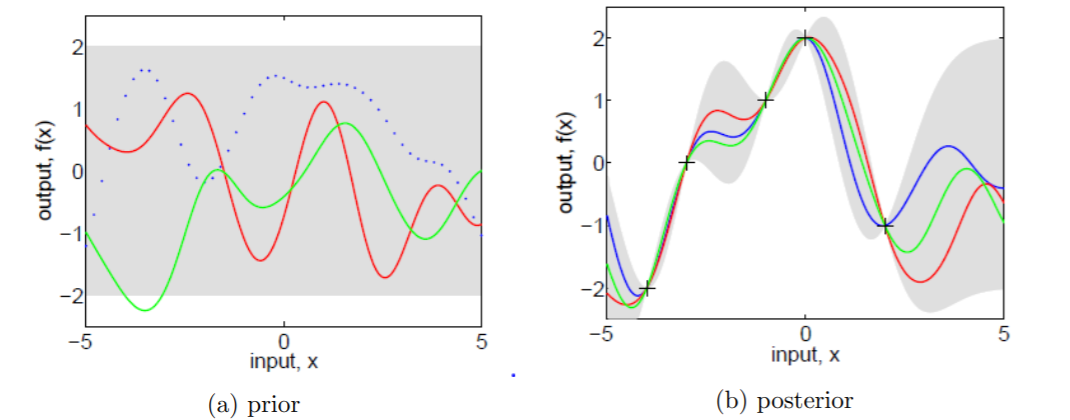 2
1
0
−1
−2
−5
0
5
output, f(x)
input, x
(a) prior
2
1
0
−1
−2
−5
0
5
output, f(x)
input, x
(b) posterior